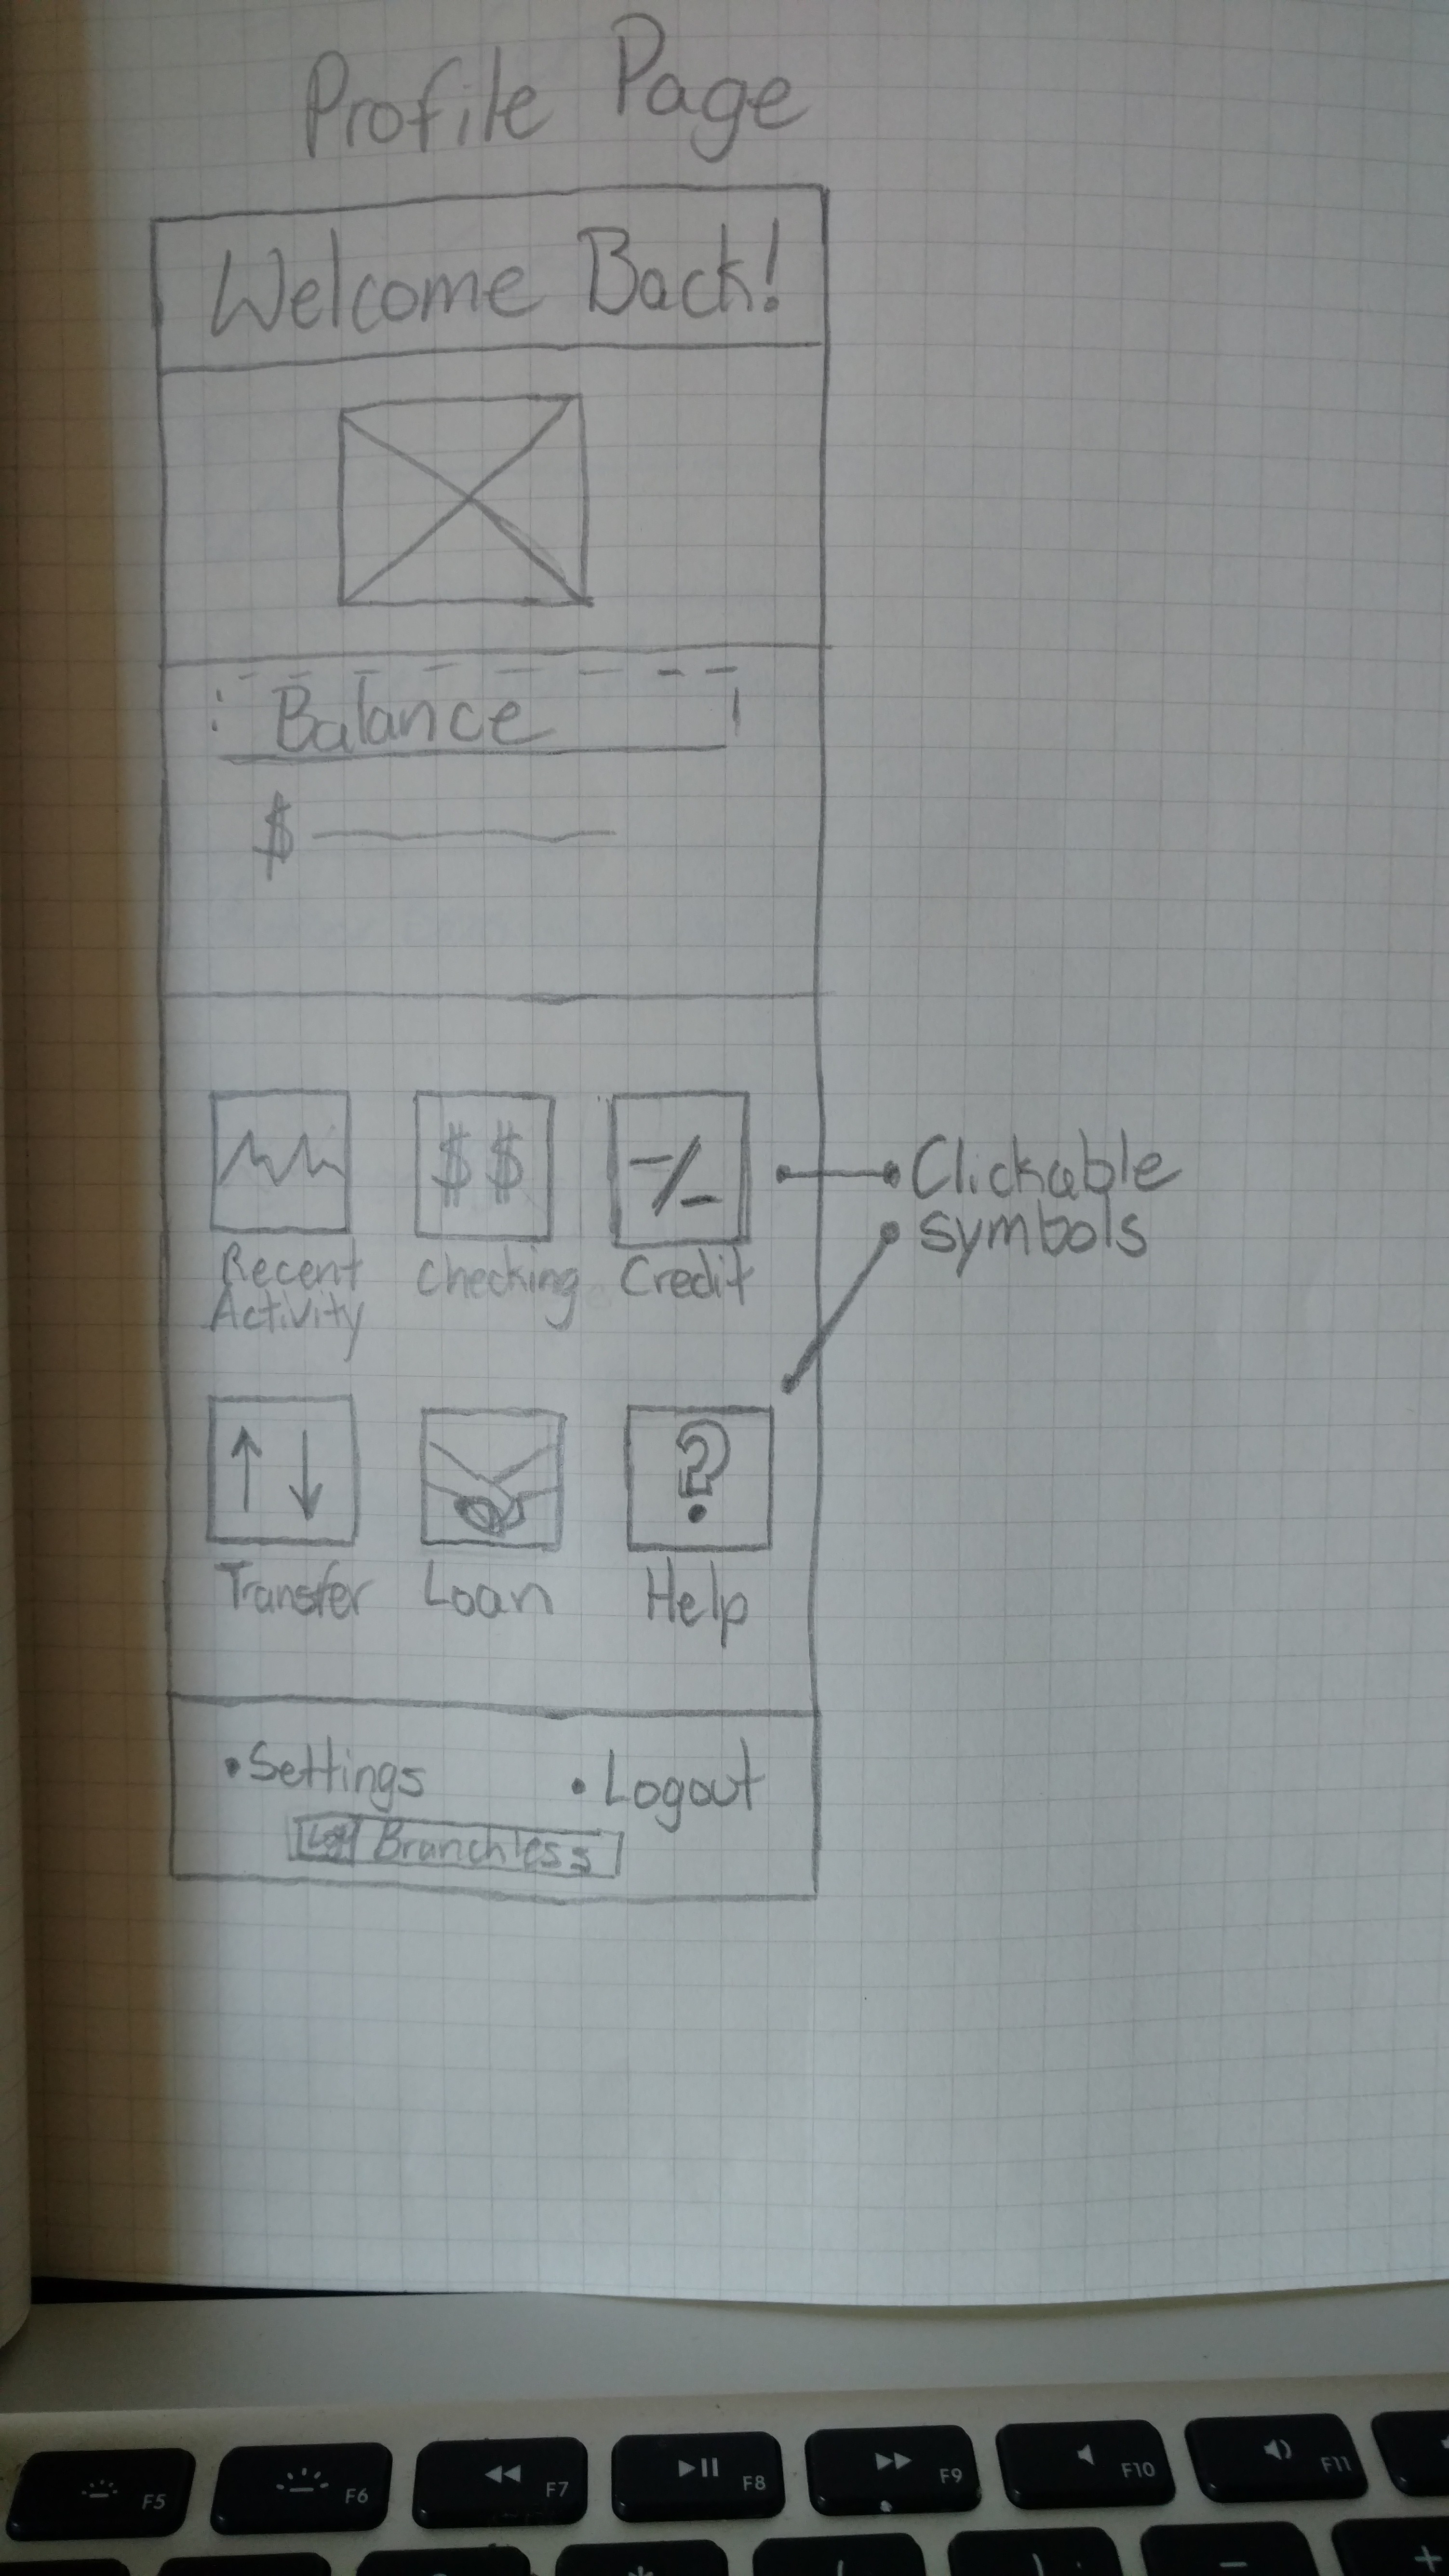 Profile Page
Welcome Back!
Balance
$
$ $
Recent
Activity
Checking
Credit
Clickable
symbols
?
Transfer
Loan
Help
• Settings
• Logout
Branchless
F5
F6
F7
F8
F9
F10
F11